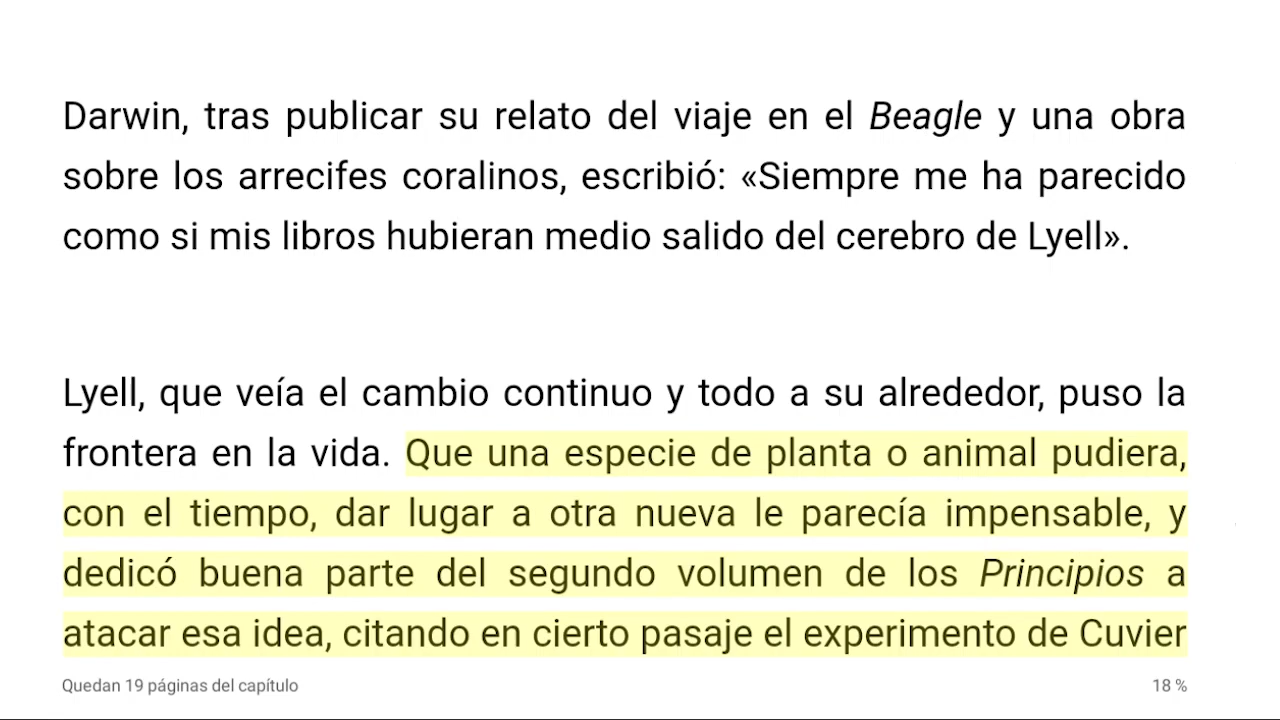 Darwin, tras publicar su relato del viaje en el Beagle y una obra
sobre los arrecifes coralinos, escribió: «Siempre me ha parecido
como si mis libros hubieran medio salido del cerebro de Lyell».
Lyell, que veía el cambio continuo y todo a su alrededor, puso la
frontera en la vida. Que una especie de planta o animal pudiera,
con el tiempo, dar lugar a otra nueva le parecía impensable, y
dedicó buena parte del segundo volumen de los Principios a
atacar esa idea, citando en cierto pasaje el experimento de Cuvier
Quedan 19 páginas del capítulo
18 %